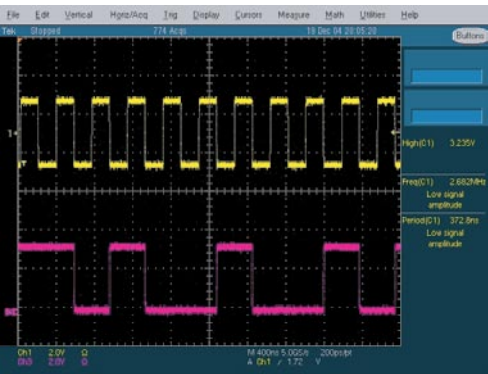 File Edit Vertical Horiz/Acq Trig Display Cursors Measure Math Utilities Help
Tek Stopped 774 Acqs 18 Dec 04 20:05:20
Buttons
High(C1) 3.235V
Freq(C1) 2.682MHz
Low signal
amplitude
Period(C1) 372.8ns
Low signal
amplitude
Ch1 2.0V Ω M 400ns 5.0GS/s 200ps/pt
Ch3 2.0V Ω A Ch1 / 1.72 V